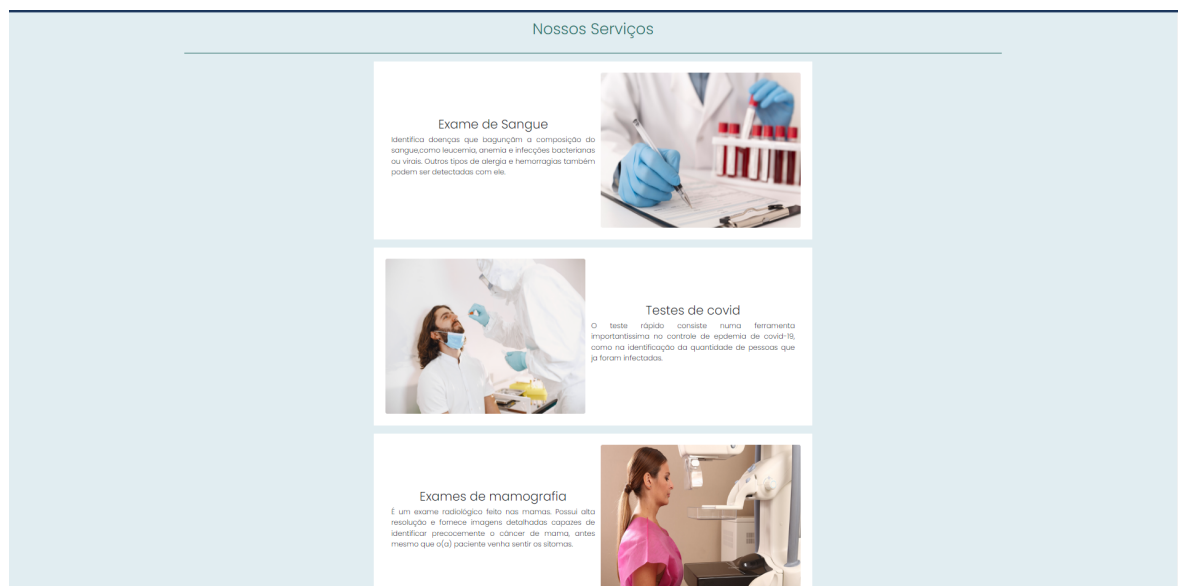 Nossos Serviços
Exame de Sangue
Identifica doenças que bagunçam a composição do
sangue,como leucemia, anemia e infecções bacterianas
ou virais. Outros tipos de alergia e hemorragias também
podem ser detectadas com ele.
Testes de covid
O teste rápido consiste numa ferramenta
importantissima no controle de epdemia de covid-19,
como na identificação da quantidade de pessoas que
ja foram infectadas.
Exames de mamografia
É um exame radiológico feito nas mamas. Possui alta
resolução e fornece imagens detalhadas capazes de
identificar precocemente o câncer de mama, antes
mesmo que o(a) paciente venha sentir os sitomas.